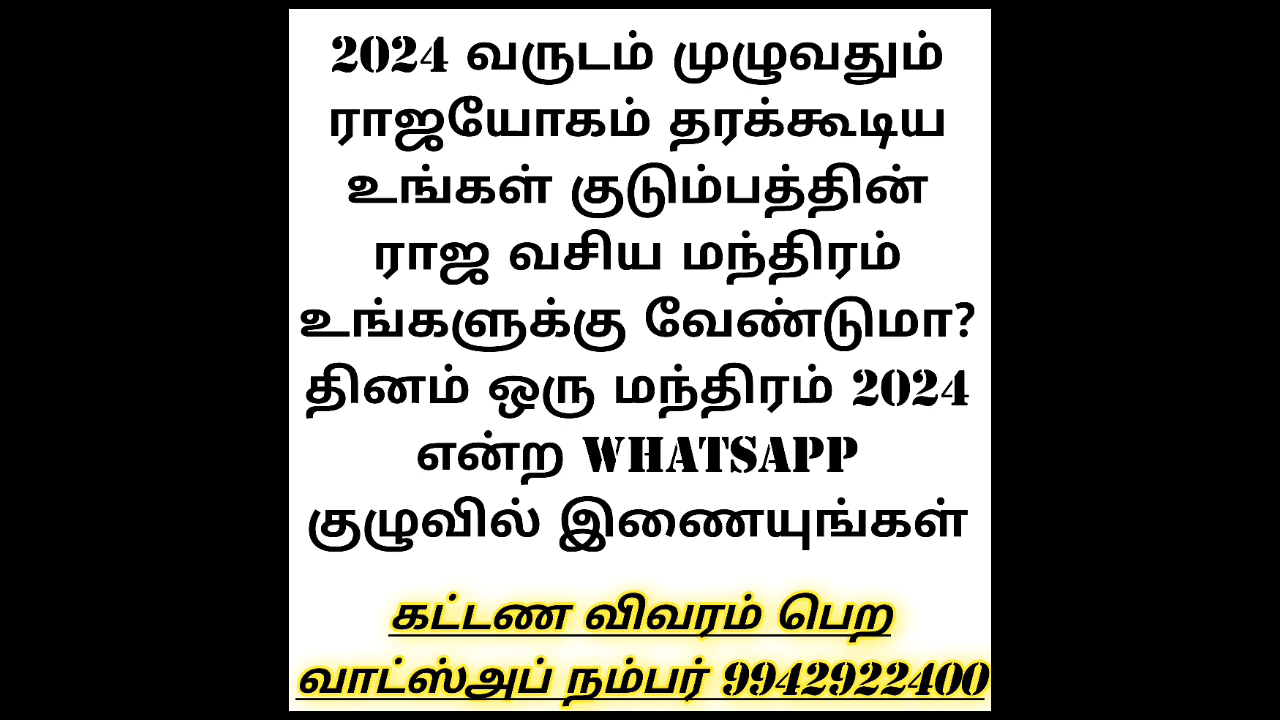 2024 வருடம் முழுவதும்
ராஜயோகம் தரக்கூடிய
உங்கள் குடும்பத்தின்
ராஜ வசிய மந்திரம்
உங்களுக்கு வேண்டுமா?
தினம் ஒரு மந்திரம் 2024
என்ற WHATSAPP
குழுவில் இணையுங்கள்
கட்டண விவரம் பெற
வாட்ஸ்அப் நம்பர் 9942922400